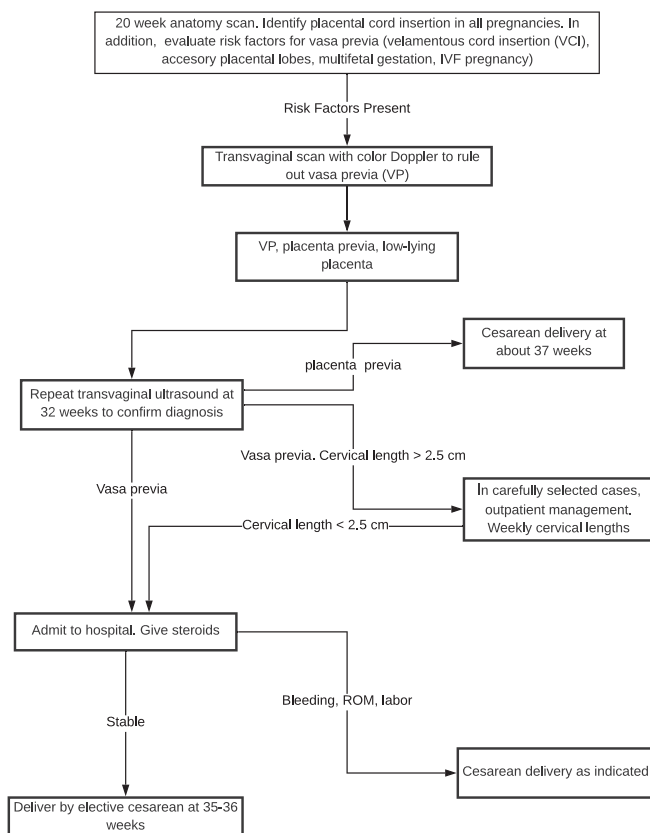 20 week anatomy scan. Identify placental cord insertion in all pregnancies. In
addition, evaluate risk factors for vasa previa (velamentous cord insertion (VCI),
accesory placental lobes, multifetal gestation, IVF pregnancy)
Risk Factors Present
Transvaginal scan with color Doppler to rule
out vasa previa (VP)
VP, placenta previa, low-lying
placenta
Cesarean delivery at
about 37 weeks
placenta previa
Repeat transvaginal ultrasound at
32 weeks to confirm diagnosis
Vasa previa. Cervical length > 2.5 cm
Vasa previa
In carefully selected cases,
outpatient management.
Weekly cervical lengths
Cervical length < 2.5 cm
Admit to hospital. Give steroids
Bleeding, ROM, labor
Stable
Cesarean delivery as indicated
Deliver by elective cesarean at 35-36
weeks